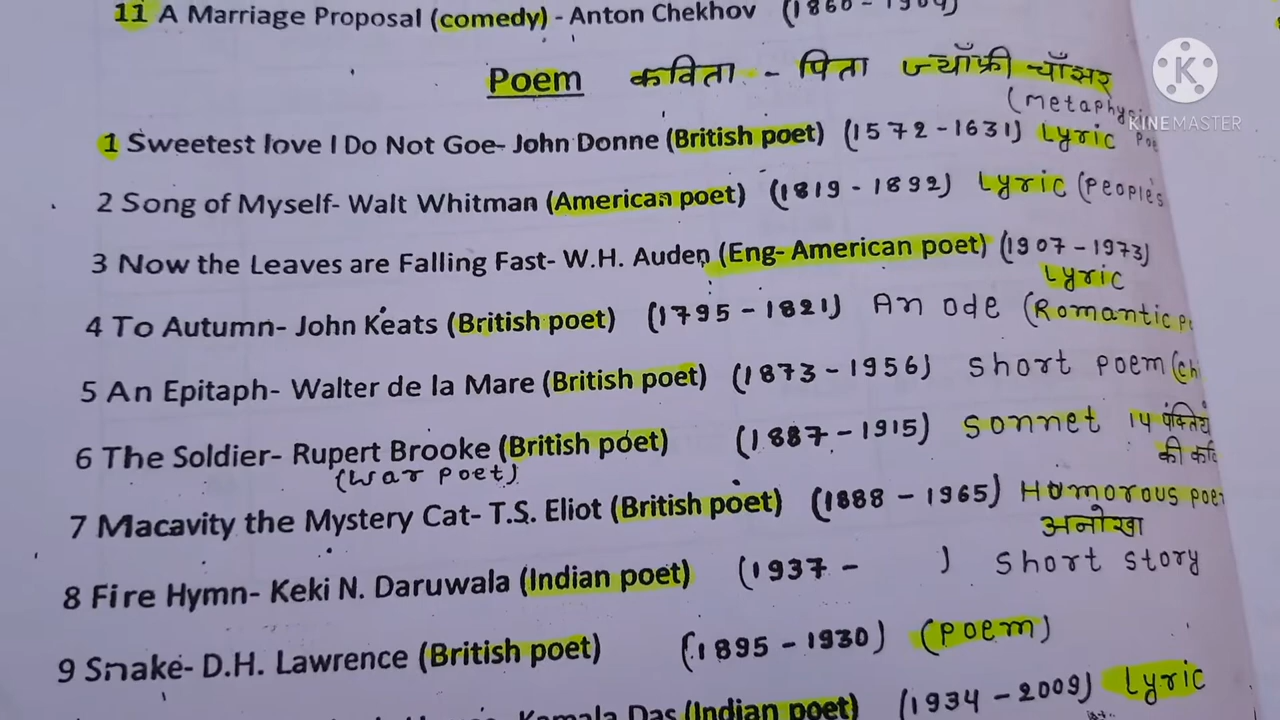 11 A Marriage Proposal (comedy) - Anton Chekhov (1860 - 1904)
Poem कविता - पिता ज्यॉफ्री चॉसर
K
KINEMASTER
1 Sweetest love I Do Not Goe- John Donne (British poet) (1572-1631) Lyric
2 Song of Myself- Walt Whitman (American poet) (1819 - 1892) Lyric (People's
3 Now the Leaves are Falling Fast- W.H. Auden (Eng- American poet) (1907 - 1973)
Lyric
4 To Autumn- John Keats (British poet) (1795 - 1821) An ode (Romantic
5 An Epitaph- Walter de la Mare (British poet) (1873 - 1956) Short poem
6 The Soldier- Rupert Brooke (British poet) (1887 - 1915) Sonnet 14
(war poet) की
7 Macavity the Mystery Cat- T.S. Eliot (British poet) (1888 - 1965) Homorous
अनोखा
8 Fire Hymn- Keki N. Daruwala (Indian poet) (1937 - ) Short story
9 Snake- D.H. Lawrence (British poet) (1895 - 1930) (poem)
Kamala Das (Indian poet) (1934 - 2009) Lyric